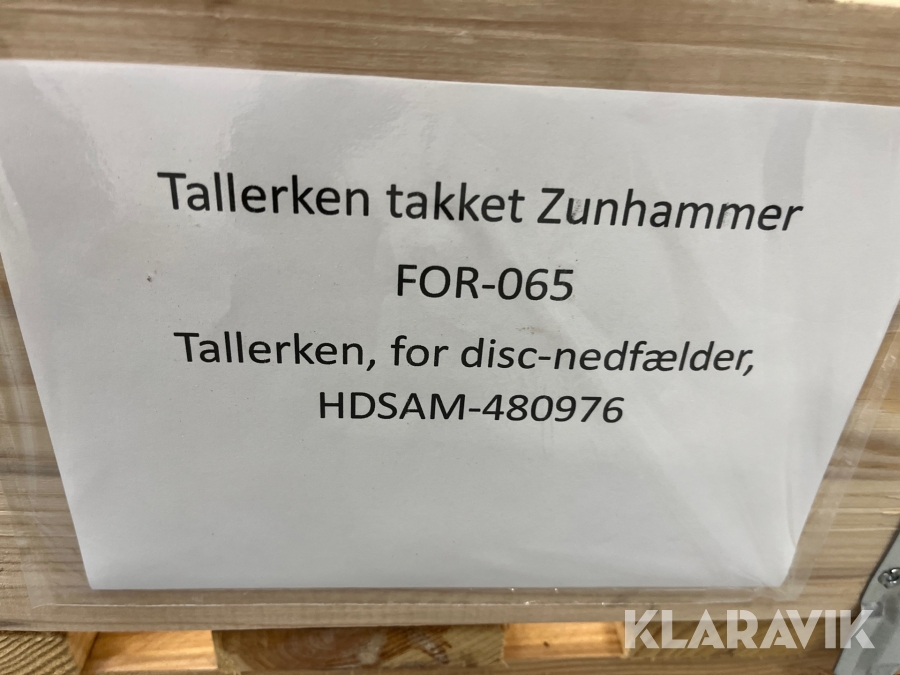 Tallerken takket Zunhammer
FOR-065
Tallerken, for disc-nedfælder,
HDSAM-480976
KLARAVIK